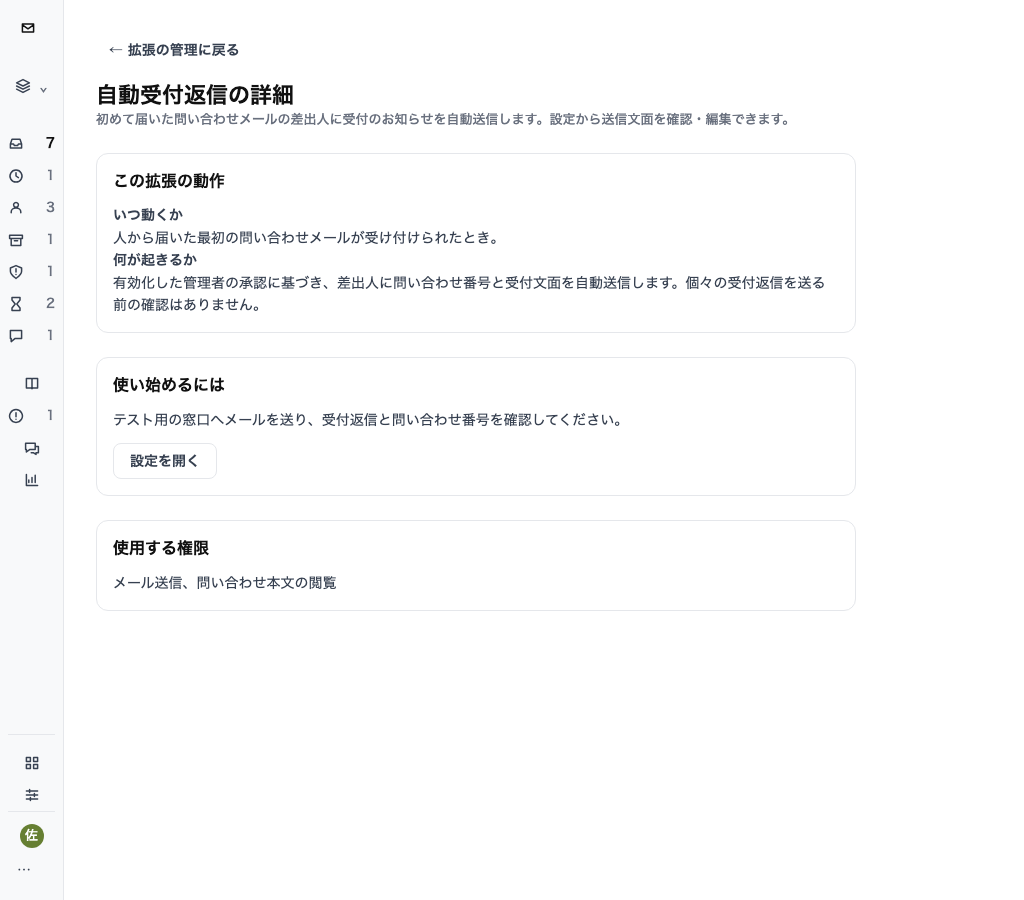 ← 拡張の管理に戻る
自動受付返信の詳細
初めて届いた問い合わせメールの差出人に受付のお知らせを自動送信します。設定から送信文面を確認・編集できます。
7
1
3
1
1
2
1
1
この拡張の動作
いつ動くか
人から届いた最初の問い合わせメールが受け付けられたとき。
何が起きるか
有効化した管理者の承認に基づき、差出人に問い合わせ番号と受付文面を自動送信します。個々の受付返信を送る
前の確認はありません。
使い始めるには
テスト用の窓口へメールを送り、受付返信と問い合わせ番号を確認してください。
設定を開く
使用する権限
メール送信、問い合わせ本文の閲覧
佐
…